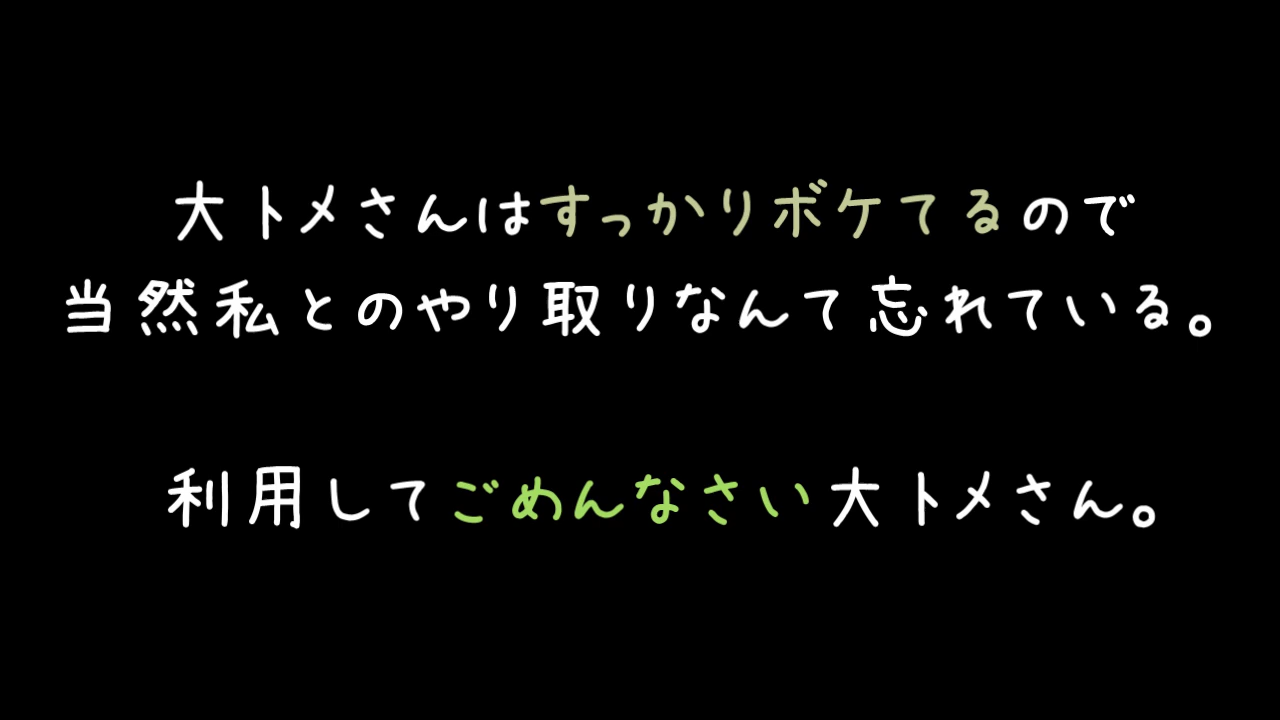 大トメさんはすっかりボケてるので
当然私とのやり取りなんて忘れている。
利用してごめんなさい大トメさん。